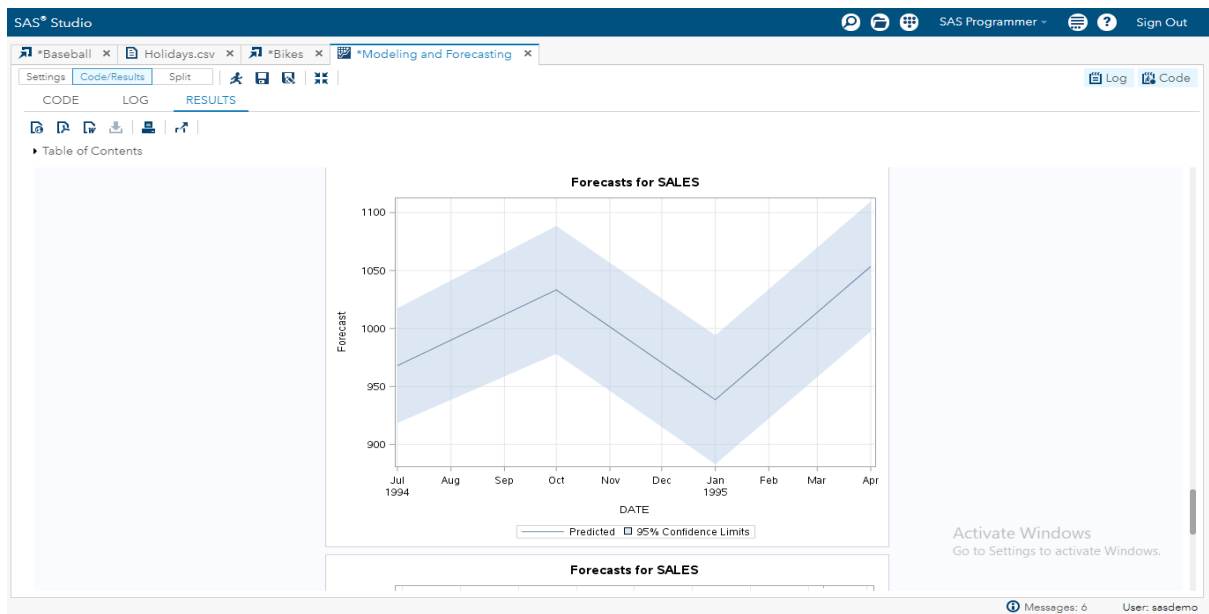 SAS® Studio
SAS Programmer
Sign Out
*Baseball
Holidays.csv
*Bikes
*Modeling and Forecasting
Settings
Code/Results
Split
Log
Code
CODE
LOG
RESULTS
Table of Contents
Forecasts for SALES
1100
1050
1000
950
900
Forecast
Jul Aug Sep Oct Nov Dec Jan Feb Mar Apr
1994 1995
DATE
Predicted 95% Confidence Limits
Activate Windows
Go to Settings to activate Windows.
Forecasts for SALES
Messages: 6
User: sasdemo